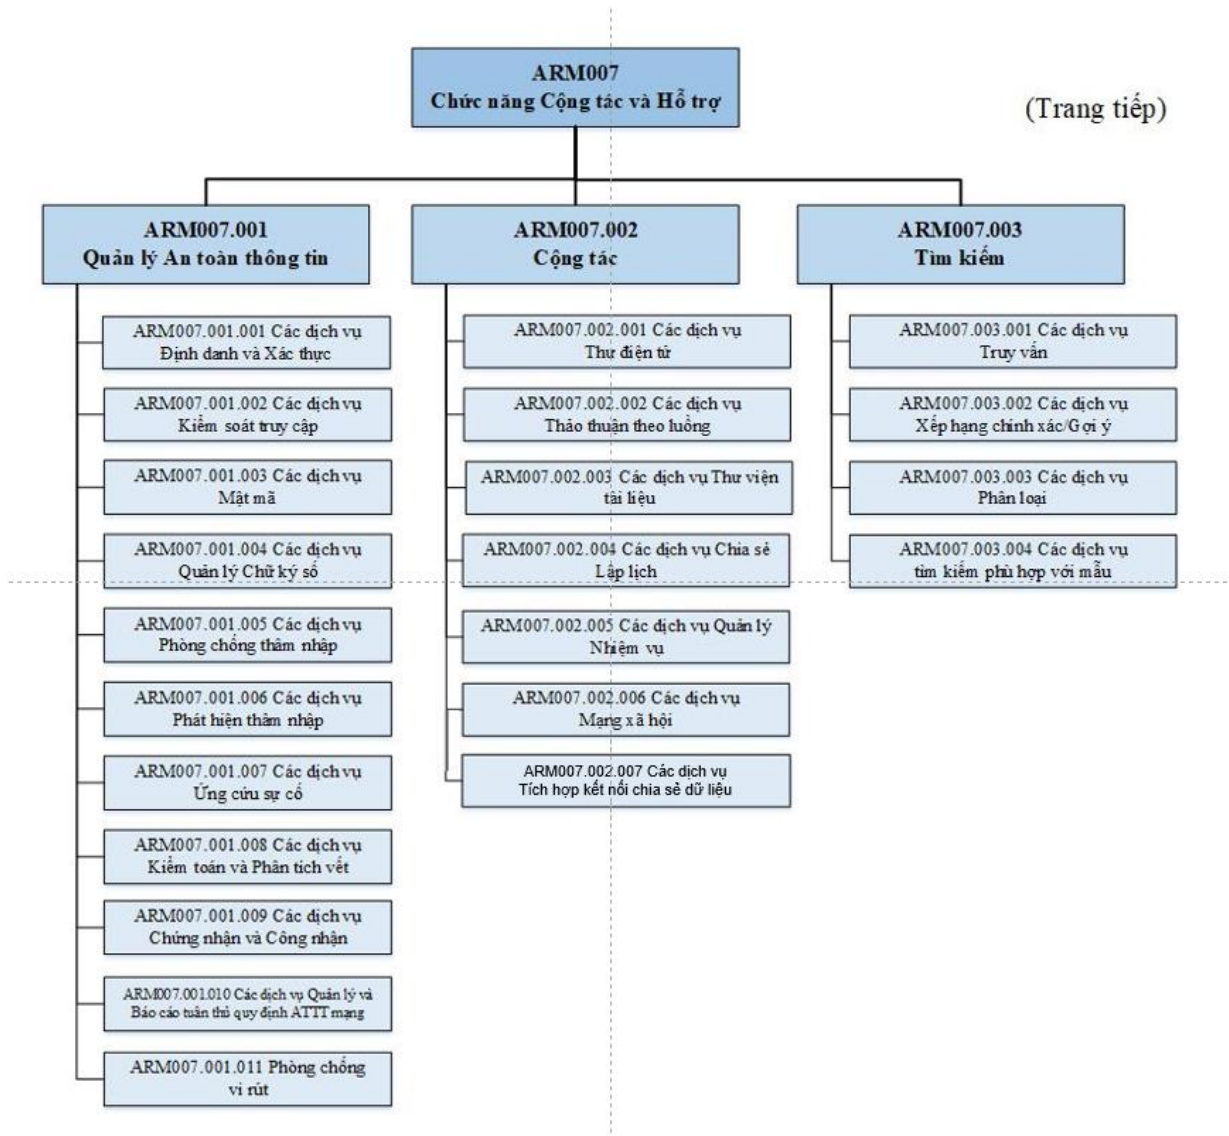 ARM007
Chức năng Cộng tác và Hỗ trợ
(Trang tiếp)
ARM007.001
Quản lý An toàn thông tin
ARM007.001.001 Các dịch vụ
Định danh và Xác thực
ARM007.001.002 Các dịch vụ
Kiểm soát truy cập
ARM007.001.003 Các dịch vụ
Mật mã
ARM007.001.004 Các dịch vụ
Quản lý Chữ ký số
ARM007.001.005 Các dịch vụ
Phòng chống thâm nhập
ARM007.001.006 Các dịch vụ
Phát hiện thâm nhập
ARM007.001.007 Các dịch vụ
Ứng cứu sự cố
ARM007.001.008 Các dịch vụ
Kiểm toán và Phân tích vết
ARM007.001.009 Các dịch vụ
Chứng nhận và Công nhận
ARM007.001.010 Các dịch vụ Quản lý và
Báo cáo tuân thủ quy định ATTT mạng
ARM007.001.011 Phòng chống
vi rút
ARM007.002
Cộng tác
ARM007.002.001 Các dịch vụ
Thư điện tử
ARM007.002.002 Các dịch vụ
Thảo thuận theo luồng
ARM007.002.003 Các dịch vụ Thư viện
tài liệu
ARM007.002.004 Các dịch vụ Chia sẻ
Lập lịch
ARM007.002.005 Các dịch vụ Quản lý
Nhiệm vụ
ARM007.002.006 Các dịch vụ
Mạng xã hội
ARM007.002.007 Các dịch vụ
Tích hợp kết nối chia sẻ dữ liệu
ARM007.003
Tìm kiếm
ARM007.003.001 Các dịch vụ
Truy vấn
ARM007.003.002 Các dịch vụ
Xếp hạng chính xác/Gợi ý
ARM007.003.003 Các dịch vụ
Phân loại
ARM007.003.004 Các dịch vụ
tìm kiếm phù hợp với mẫu